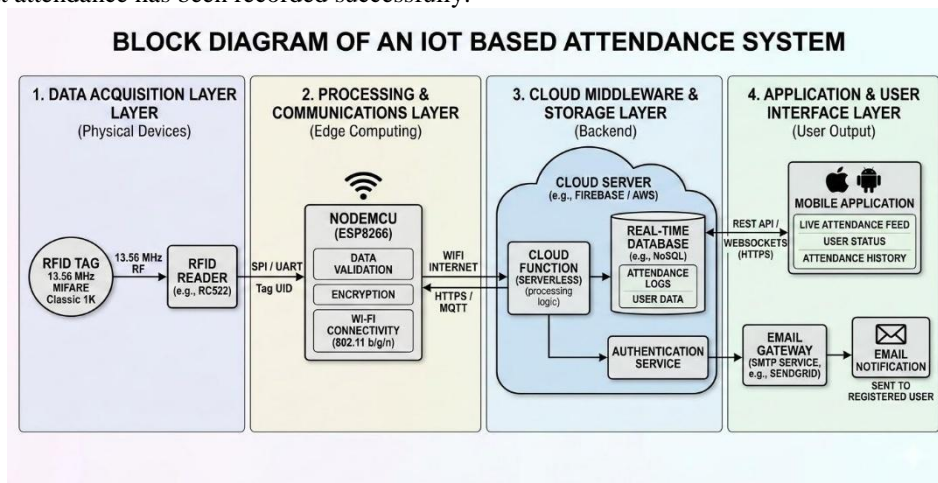 t attendance has been recorded successfully.
BLOCK DIAGRAM OF AN IOT BASED ATTENDANCE SYSTEM
1. DATA ACQUISITION LAYER
LAYER
(Physical Devices)
RFID TAG
13.56 MHz
MIFARE
Classic 1K
13.56 MHz
RF
RFID
READER
(e.g., RC522)
SPI / UART
Tag UID
2. PROCESSING &
COMMUNICATIONS LAYER
(Edge Computing)
NODEMCU
(ESP8266)
DATA
VALIDATION
ENCRYPTION
WI-FI
CONNECTIVITY
(802.11 b/g/n)
WIFI
INTERNET
HTTPS /
MQTT
3. CLOUD MIDDLEWARE &
STORAGE LAYER
(Backend)
CLOUD SERVER
(e.g., FIREBASE / AWS)
CLOUD
FUNCTION
(SERVERLESS)
(processing
logic)
REAL-TIME
DATABASE
(e.g., NoSQL)
ATTENDANCE
LOGS
USER DATA
AUTHENTICATION
SERVICE
REST API /
WEBSOCKETS
(HTTPS)
4. APPLICATION & USER
INTERFACE LAYER
(User Output)
MOBILE APPLICATION
LIVE ATTENDANCE FEED
USER STATUS
ATTENDANCE HISTORY
EMAIL
GATEWAY
(SMTP SERVICE,
e.g., SENDGRID)
EMAIL
NOTIFICATION
SENT TO
REGISTERED USER